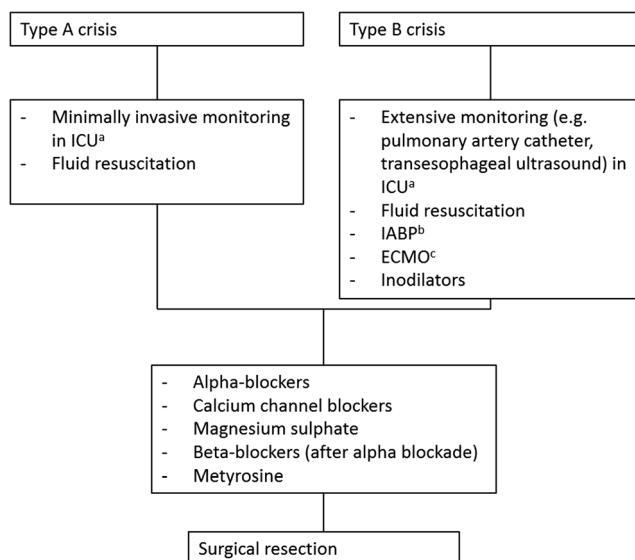 Type A crisis
Type B crisis
- Minimally invasive monitoring
in ICUᵃ
- Fluid resuscitation
- Extensive monitoring (e.g.
pulmonary artery catheter,
transesophageal ultrasound) in
ICUᵃ
- Fluid resuscitation
- IABPᵇ
- ECMOᶜ
- Inodilators
- Alpha-blockers
- Calcium channel blockers
- Magnesium sulphate
- Beta-blockers (after alpha blockade)
- Metyrosine
Surgical resection